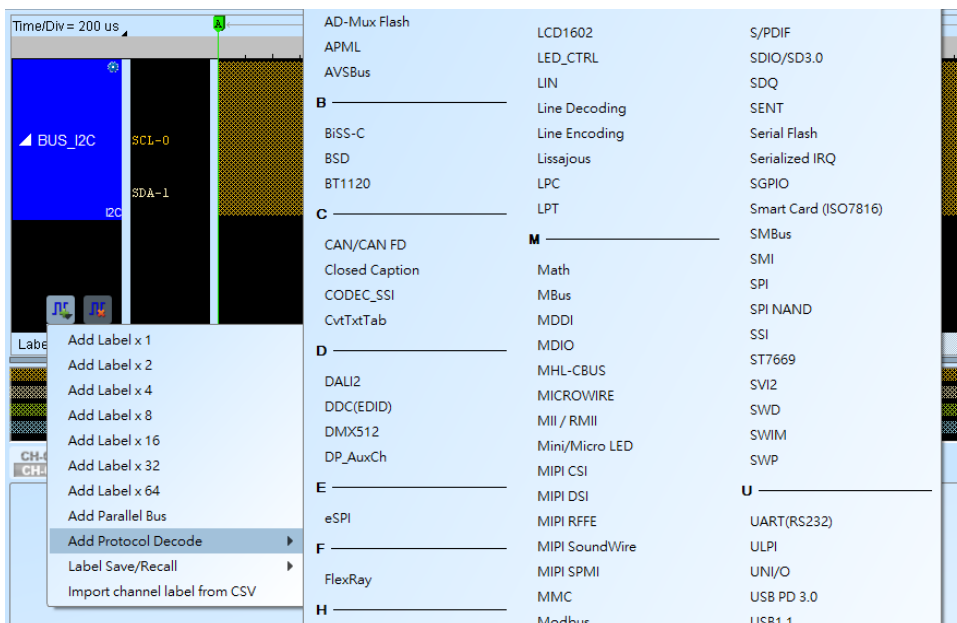 Time/Div = 200 us
A
BUS_I2C
SCL-0
SDA-1
I2C
Add Label x 1
Add Label x 2
Add Label x 4
Add Label x 8
Add Label x 16
Add Label x 32
Add Label x 64
Add Parallel Bus
Add Protocol Decode
Label Save/Recall
Import channel label from CSV
AD-Mux Flash
APML
AVSBus
B
BiSS-C
BSD
BT1120
C
CAN/CAN FD
Closed Caption
CODEC_SSI
CvtTxtTab
D
DALI2
DDC(EDID)
DMX512
DP_AuxCh
E
eSPI
F
FlexRay
H
LCD1602
LED_CTRL
LIN
Line Decoding
Line Encoding
Lissajous
LPC
LPT
M
Math
MBus
MDDI
MDIO
MHL-CBUS
MICROWIRE
MII / RMII
Mini/Micro LED
MIPI CSI
MIPI DSI
MIPI RFFE
MIPI SoundWire
MIPI SPMI
MMC
Modbus
S/PDIF
SDIO/SD3.0
SDQ
SENT
Serial Flash
Serialized IRQ
SGPIO
Smart Card (ISO7816)
SMBus
SMI
SPI
SPI NAND
SSI
ST7669
SVI2
SWD
SWIM
SWP
U
UART(RS232)
ULPI
UNI/O
USB PD 3.0
USB1.1